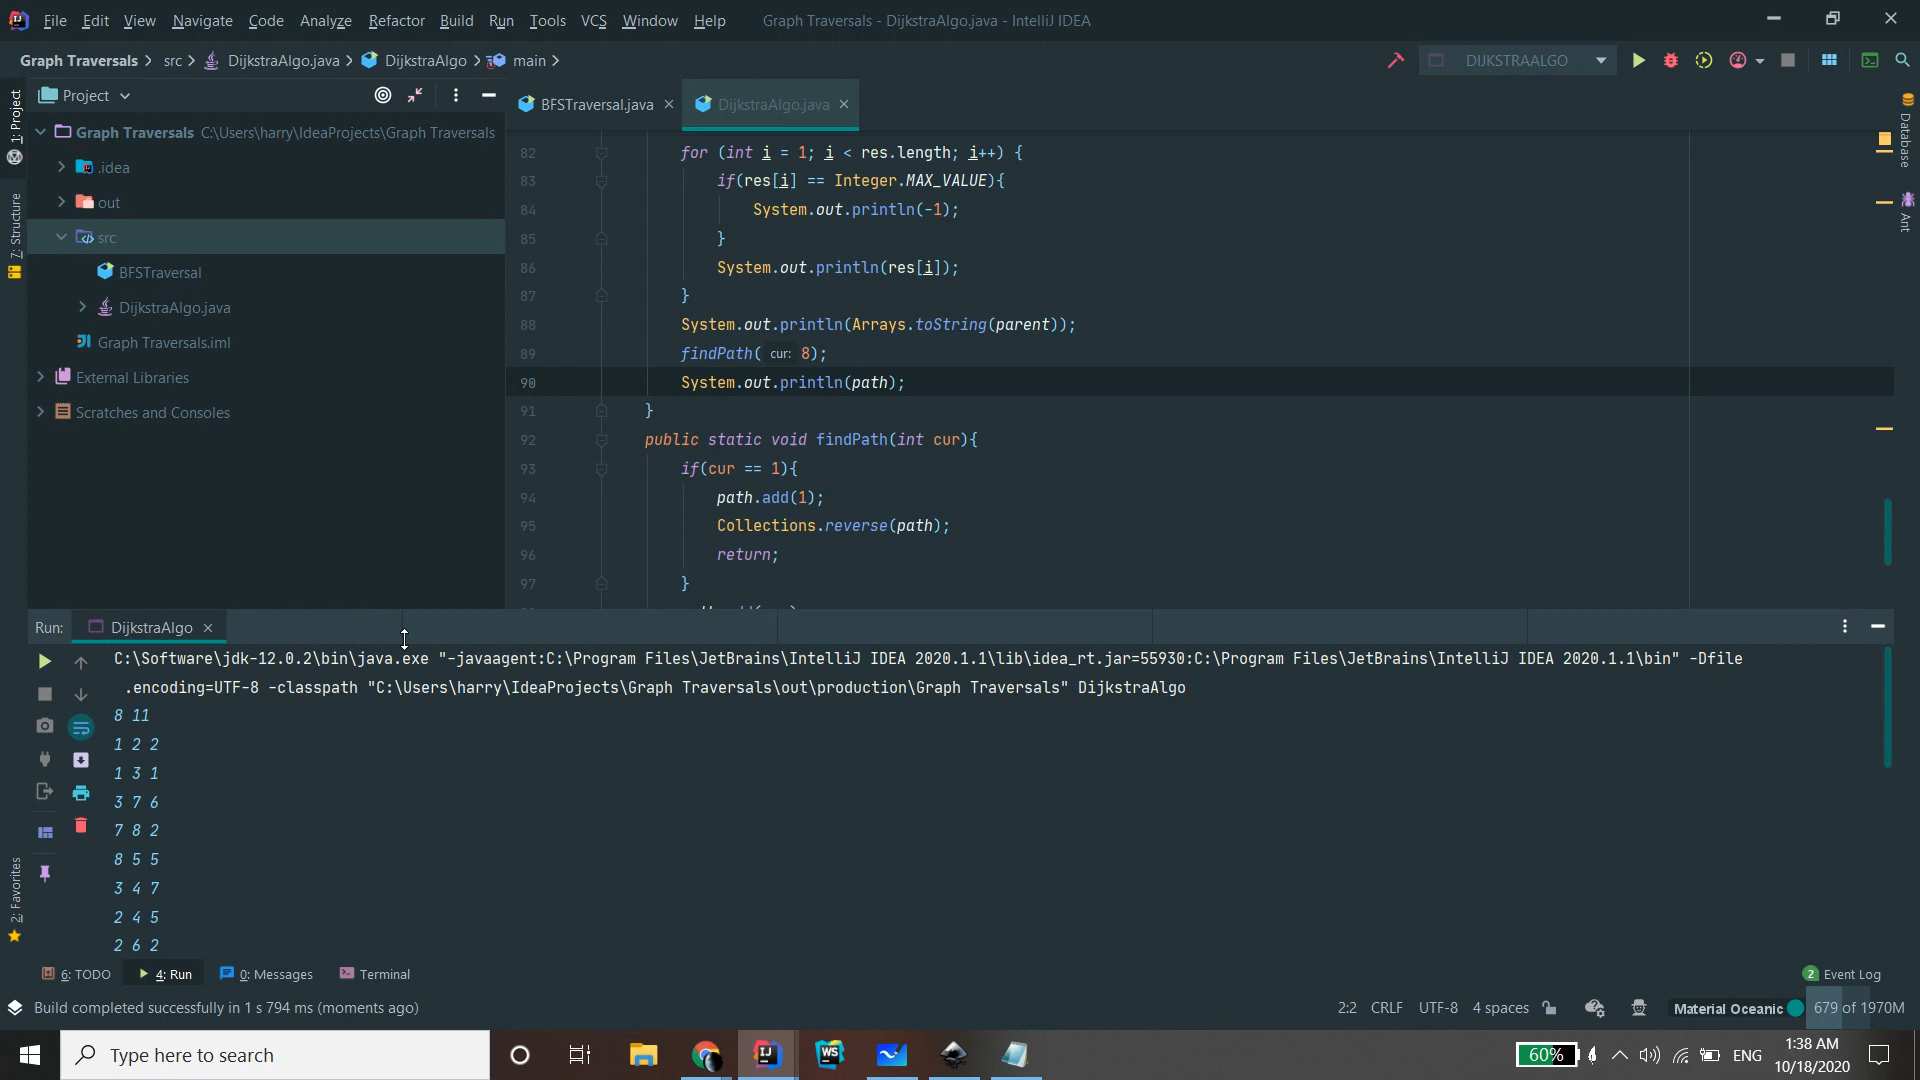 File Edit View Navigate Code Analyze Refactor Build Run Tools VCS Window Help Graph Traversals - DijkstraAlgo.java - IntelliJ IDEA
Graph Traversals src DijkstraAlgo.java DijkstraAlgo main DIJKSTRAALGO
1: Project
7: Structure
2: Favorites
Project
Graph Traversals C:\Users\harry\IdeaProjects\Graph Traversals
.idea
out
src
BFSTraversal
DijkstraAlgo.java
Graph Traversals.iml
External Libraries
Scratches and Consoles
BFSTraversal.java DijkstraAlgo.java
82 for (int i = 1; i < res.length; i++) {
83 if(res[i] == Integer.MAX_VALUE){
84 System.out.println(-1);
85 }
86 System.out.println(res[i]);
87 }
88 System.out.println(Arrays.toString(parent));
89 findPath( cur: 8);
90 System.out.println(path);
91 }
92 public static void findPath(int cur){
93 if(cur == 1){
94 path.add(1);
95 Collections.reverse(path);
96 return;
97 }
Database
Ant
Run: DijkstraAlgo
C:\Software\jdk-12.0.2\bin\java.exe "-javaagent:C:\Program Files\JetBrains\IntelliJ IDEA 2020.1.1\lib\idea_rt.jar=55930:C:\Program Files\JetBrains\IntelliJ IDEA 2020.1.1\bin" -Dfile
.encoding=UTF-8 -classpath "C:\Users\harry\IdeaProjects\Graph Traversals\out\production\Graph Traversals" DijkstraAlgo
8 11
1 2 2
1 3 1
3 7 6
7 8 2
8 5 5
3 4 7
2 4 5
2 6 2
6: TODO 4: Run 0: Messages Terminal 2 Event Log
Build completed successfully in 1 s 794 ms (moments ago) 2:2 CRLF UTF-8 4 spaces Material Oceanic 679 of 1970M
Type here to search 60% ENG 1:38 AM
10/18/2020